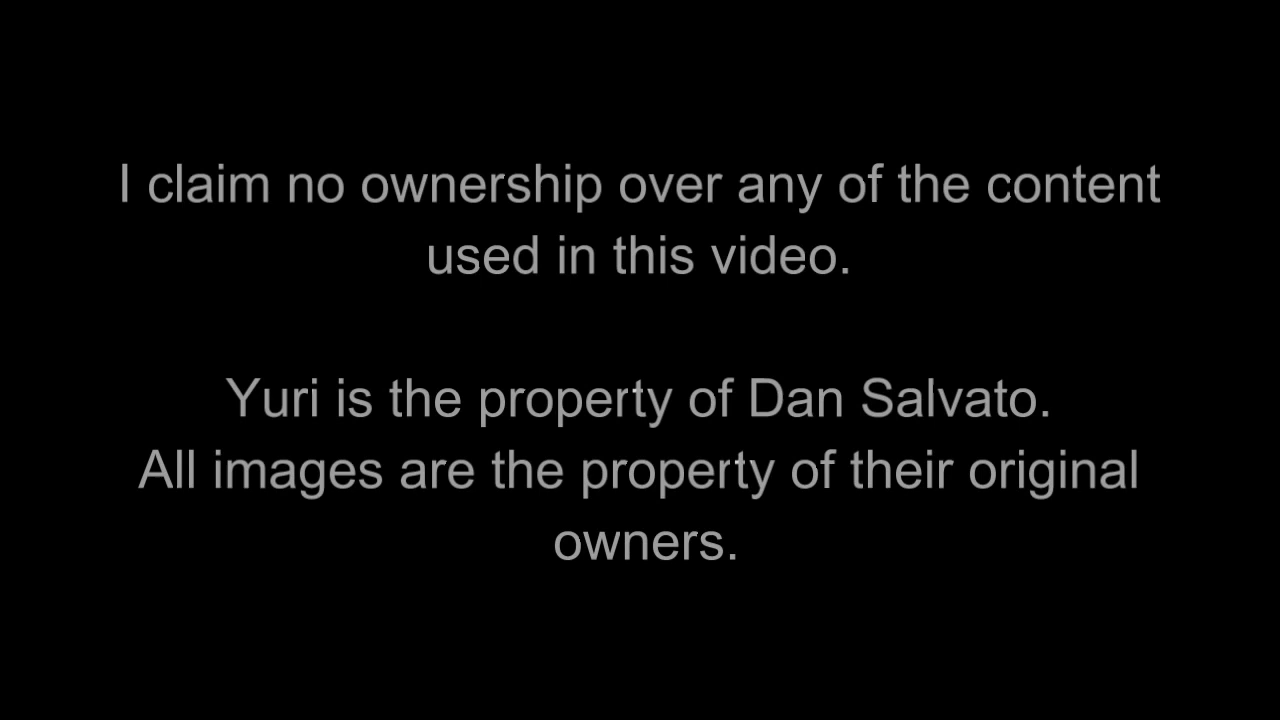 I claim no ownership over any of the content
used in this video.
Yuri is the property of Dan Salvato.
All images are the property of their original
owners.